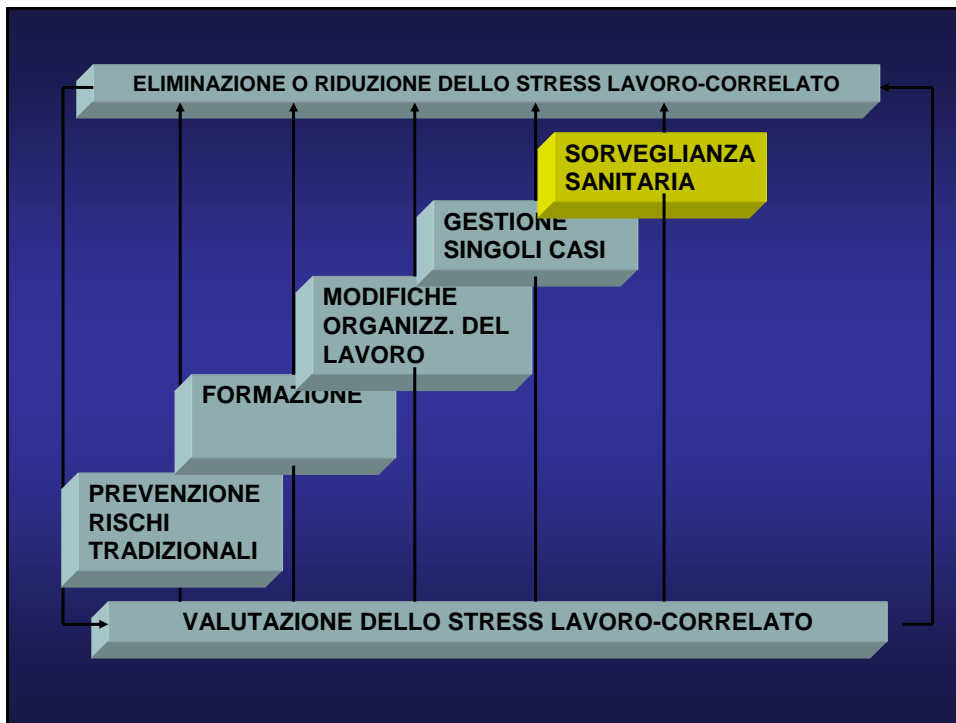 ELIMINAZIONE O RIDUZIONE DELLO STRESS LAVORO-CORRELATO
SORVEGLIANZA
SANITARIA
GESTIONE
SINGOLI CASI
MODIFICHE
ORGANIZZ. DEL
LAVORO
FORMAZIONE
PREVENZIONE
RISCHI
TRADIZIONALI
VALUTAZIONE DELLO STRESS LAVORO-CORRELATO